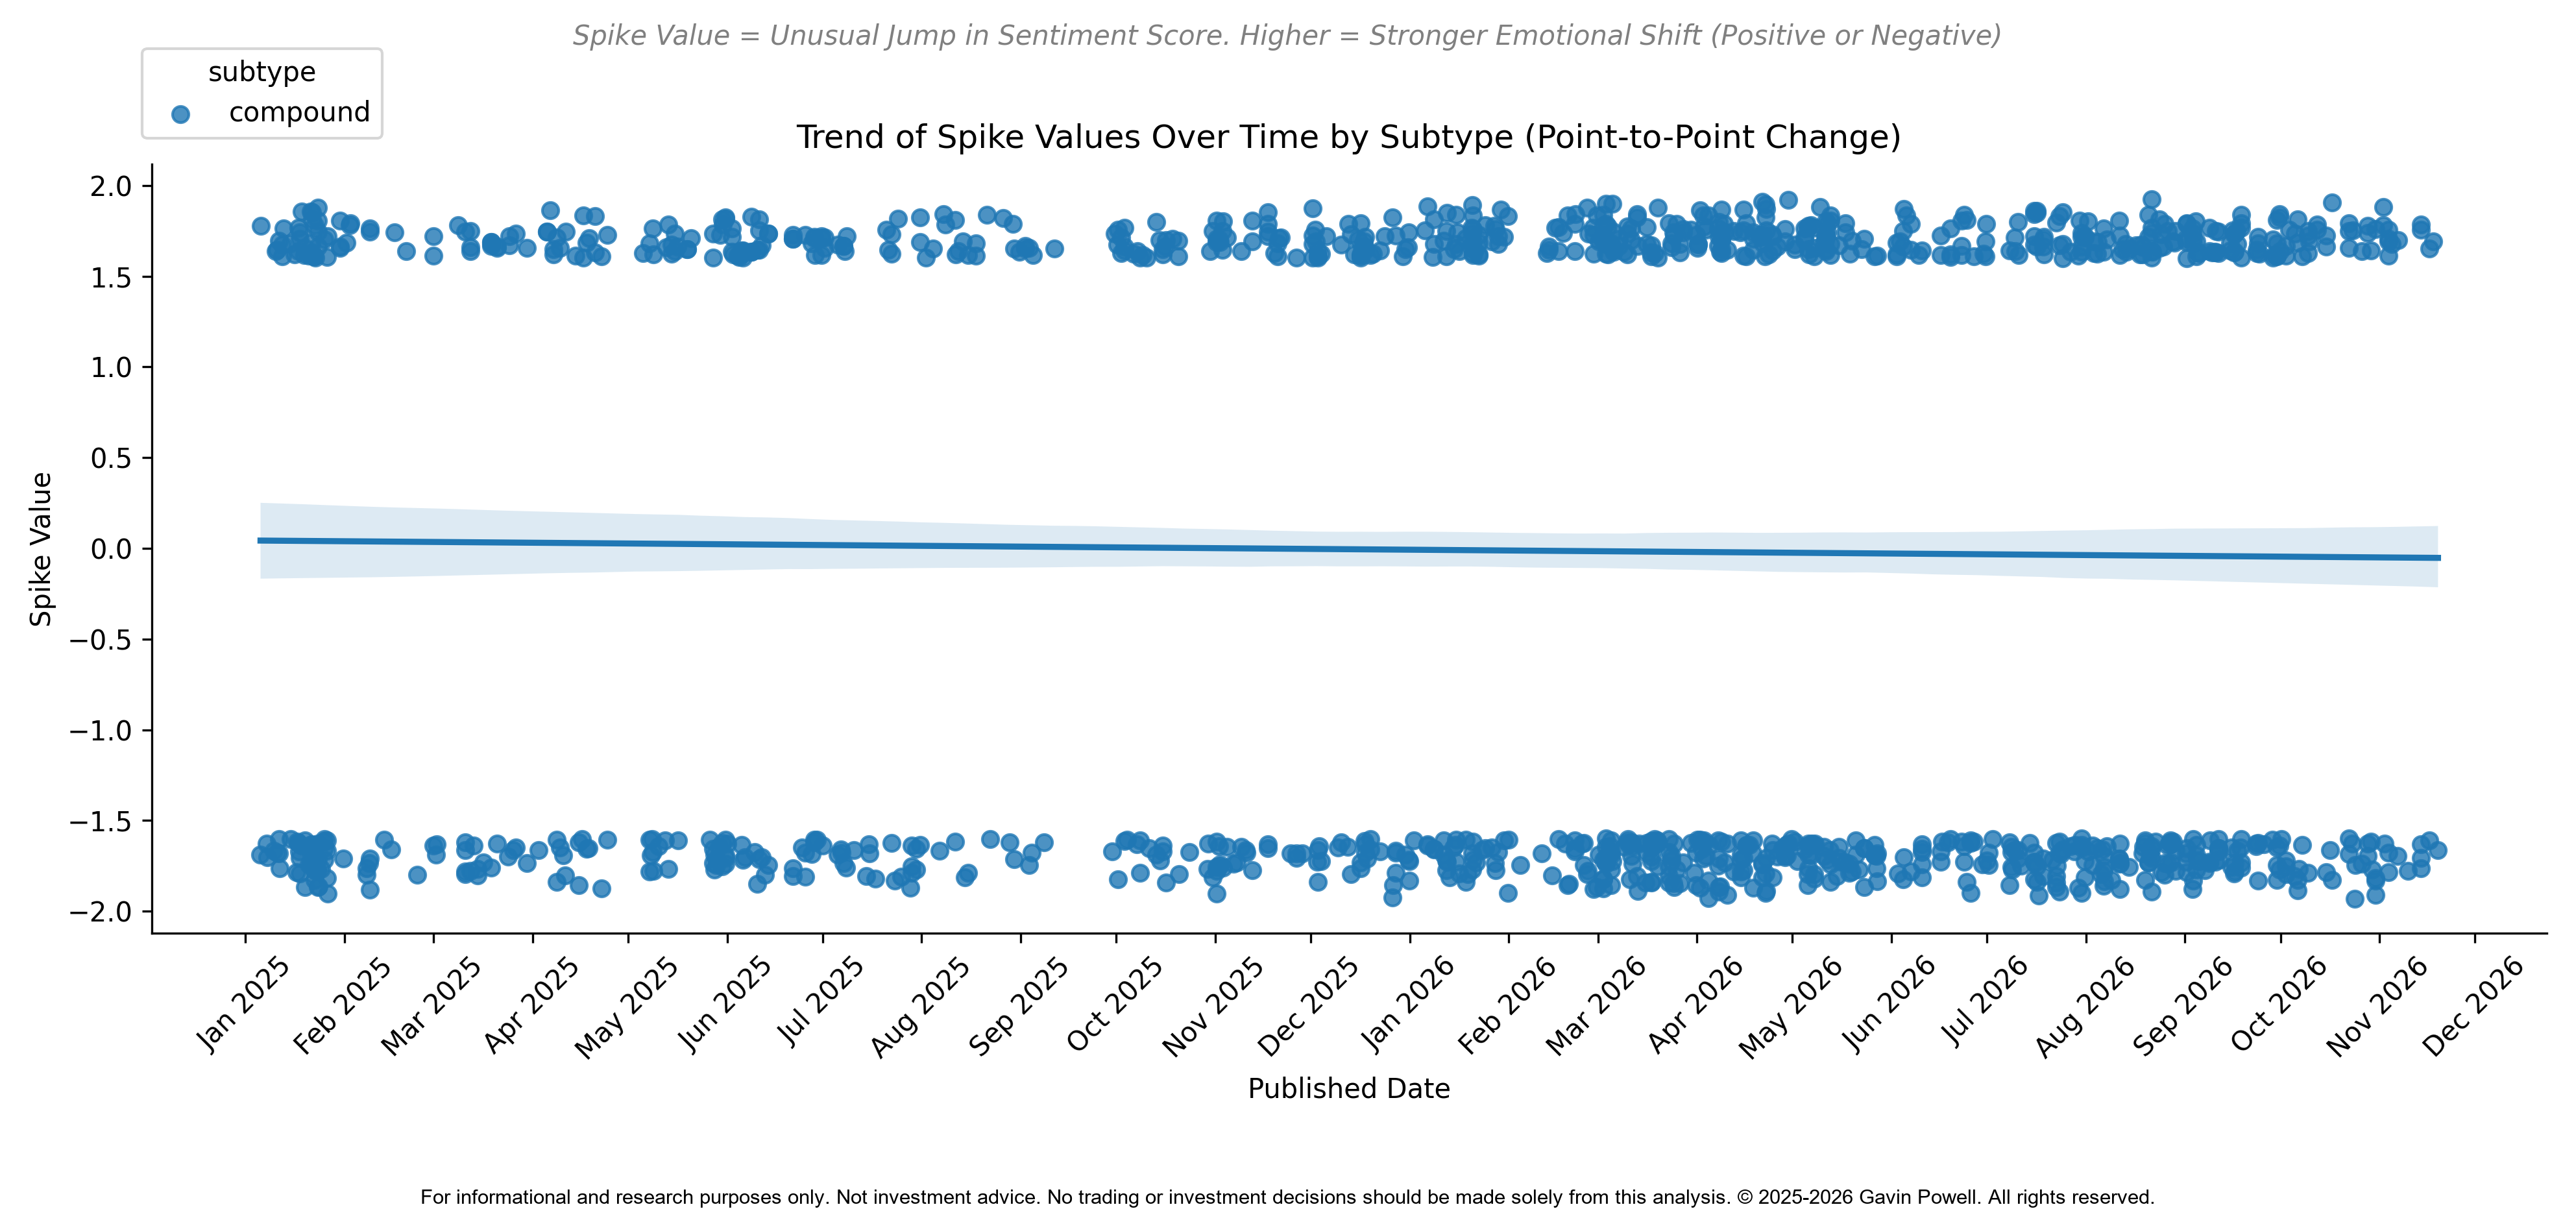 Spike Value = Unusual Jump in Sentiment Score. Higher = Stronger Emotional Shift (Positive or Negative)
subtype
compound
Trend of Spike Values Over Time by Subtype (Point-to-Point Change)
2.0
1.5
1.0
0.5
0.0
−0.5
−1.0
−1.5
−2.0
Spike Value
Jan 2025
Feb 2025
Mar 2025
Apr 2025
May 2025
Jun 2025
Jul 2025
Aug 2025
Sep 2025
Oct 2025
Nov 2025
Dec 2025
Jan 2026
Feb 2026
Mar 2026
Apr 2026
May 2026
Jun 2026
Jul 2026
Aug 2026
Sep 2026
Oct 2026
Nov 2026
Dec 2026
Published Date
For informational and research purposes only. Not investment advice. No trading or investment decisions should be made solely from this analysis. © 2025-2026 Gavin Powell. All rights reserved.